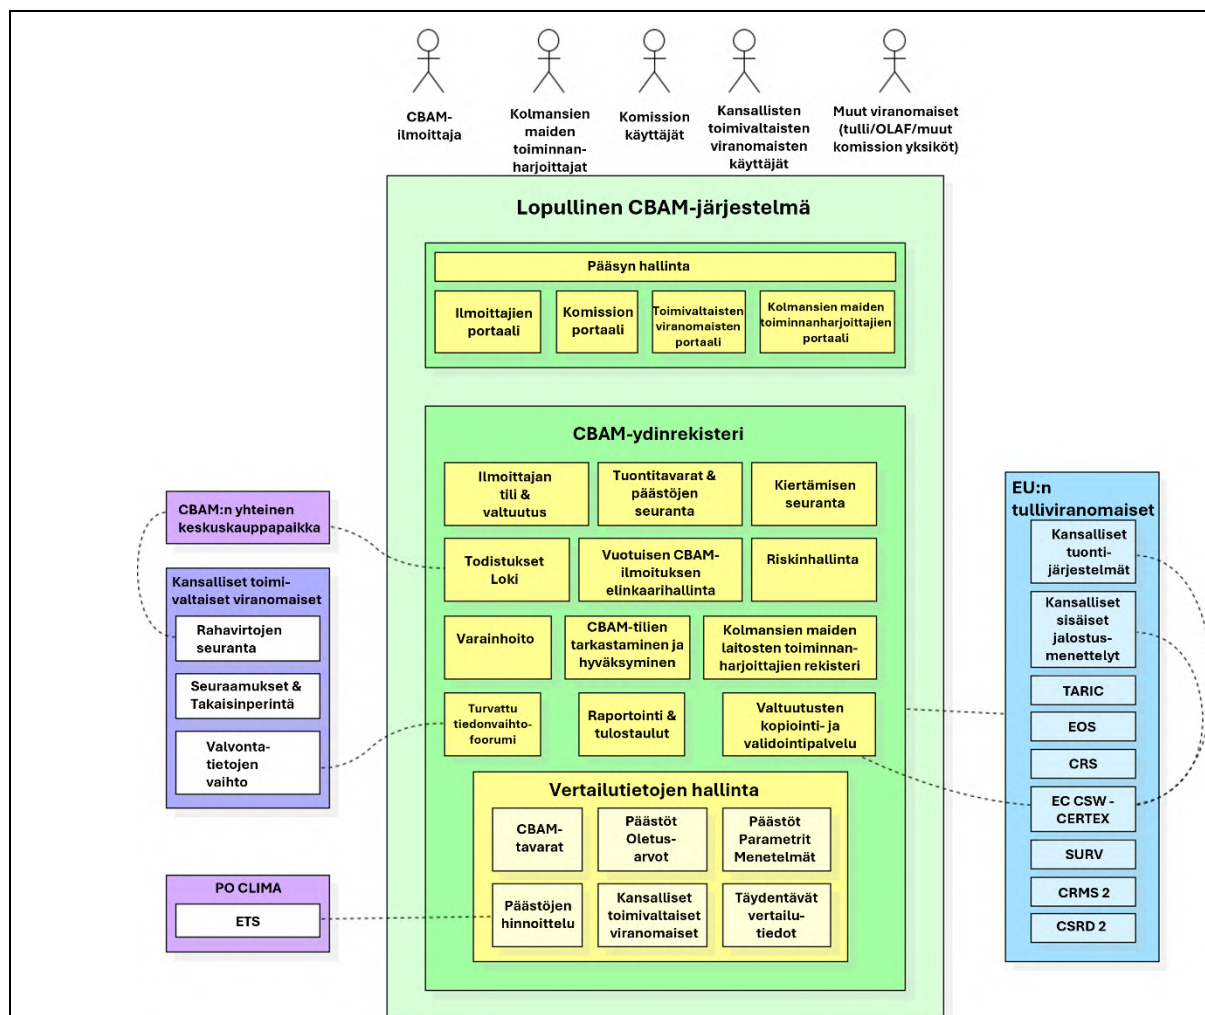 CBAM-
ilmoittaja
Kolmansien
maiden
toiminnan-
harjoittajat
Komission
käyttäjät
Kansallisten
toimivaltaisten
viranomaisten
käyttäjät
Muut viranomaiset
(tulli/OLAF/muut
komission yksiköt)
Lopullinen CBAM-järjestelmä
Pääsyn hallinta
Ilmoittajien
portaali
Komission
portaali
Toimivaltaisten
viranomaisten
portaali
Kolmansien maiden
toiminnanharjoittajien
portaali
CBAM-ydinrekisteri
Ilmoittajan
tili &
valtuutus
Tuontitavarat &
päästöjen
seuranta
Kiertämisen
seuranta
Todistukset
Loki
Vuotuisen CBAM-
ilmoituksen
elinkaarihallinta
Riskinhallinta
Varainhoito
CBAM-tilien
tarkastaminen ja
hyväksyminen
Kolmansien maiden
laitosten toiminnan-
harjoittajien rekisteri
Turvattu
tiedonvaihto-
foorumi
Raportointi &
tulostaulut
Valtuutusten
kopiointi- ja
validointipalvelu
Vertailutietojen hallinta
CBAM-
tavarat
Päästöt
Oletus-
arvot
Päästöt
Parametrit
Menetelmät
Päästöjen
hinnoittelu
Kansalliset
toimivaltaiset
viranomaiset
Täydentävät
vertailu-
tiedot
CBAM:n yhteinen
keskuskauppapaikka
Kansalliset toimi-
valtaiset viranomaiset
Rahavirtojen
seuranta
Seuraamukset &
Takaisinperintä
Valvonta-
tietojen
vaihto
PO CLIMA
ETS
EU:n
tulliviranomaiset
Kansalliset
tuonti-
järjestelmät
Kansalliset
sisäiset
jalostus-
menettelyt
TARIC
EOS
CRS
EC CSW -
CERTEX
SURV
CRMS 2
CSRD 2